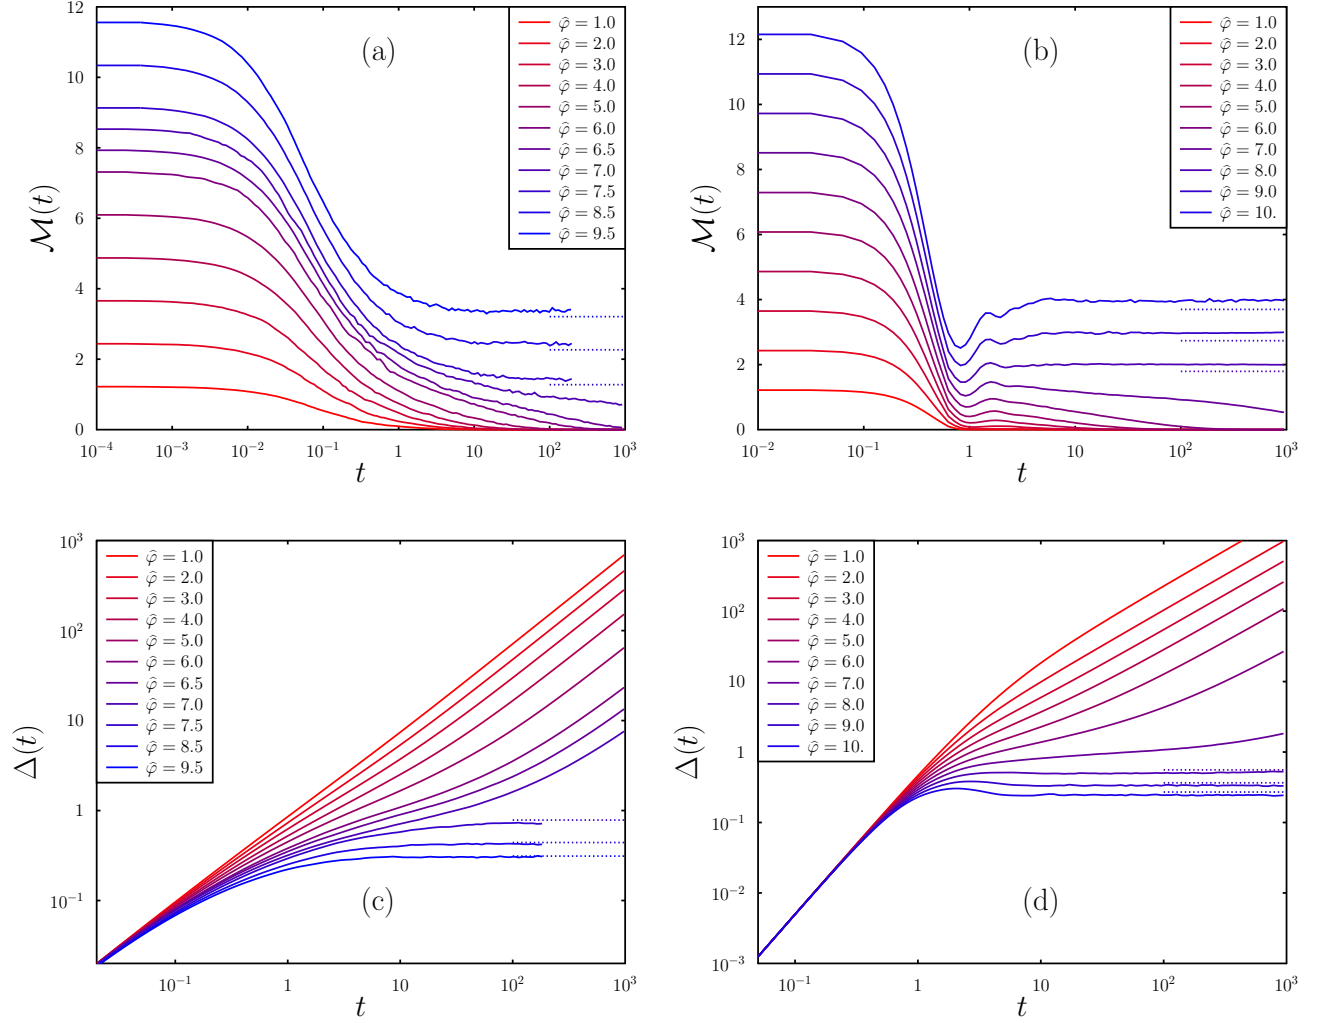 (a)
M(t)
12
10
8
6
4
2
0
10⁻⁴ 10⁻³ 10⁻² 10⁻¹ 1 10 10² 10³
t
φ̂ = 1.0
φ̂ = 2.0
φ̂ = 3.0
φ̂ = 4.0
φ̂ = 5.0
φ̂ = 6.0
φ̂ = 6.5
φ̂ = 7.0
φ̂ = 7.5
φ̂ = 8.5
φ̂ = 9.5
(b)
M(t)
12
10
8
6
4
2
0
10⁻² 10⁻¹ 1 10 10² 10³
t
φ̂ = 1.0
φ̂ = 2.0
φ̂ = 3.0
φ̂ = 4.0
φ̂ = 5.0
φ̂ = 6.0
φ̂ = 7.0
φ̂ = 8.0
φ̂ = 9.0
φ̂ = 10.
(c)
Δ(t)
10³
10²
10
1
10⁻¹
10⁻¹ 1 10 10² 10³
t
φ̂ = 1.0
φ̂ = 2.0
φ̂ = 3.0
φ̂ = 4.0
φ̂ = 5.0
φ̂ = 6.0
φ̂ = 6.5
φ̂ = 7.0
φ̂ = 7.5
φ̂ = 8.5
φ̂ = 9.5
(d)
Δ(t)
10³
10²
10
1
10⁻¹
10⁻²
10⁻³
10⁻¹ 1 10 10² 10³
t
φ̂ = 1.0
φ̂ = 2.0
φ̂ = 3.0
φ̂ = 4.0
φ̂ = 5.0
φ̂ = 6.0
φ̂ = 7.0
φ̂ = 8.0
φ̂ = 9.0
φ̂ = 10.